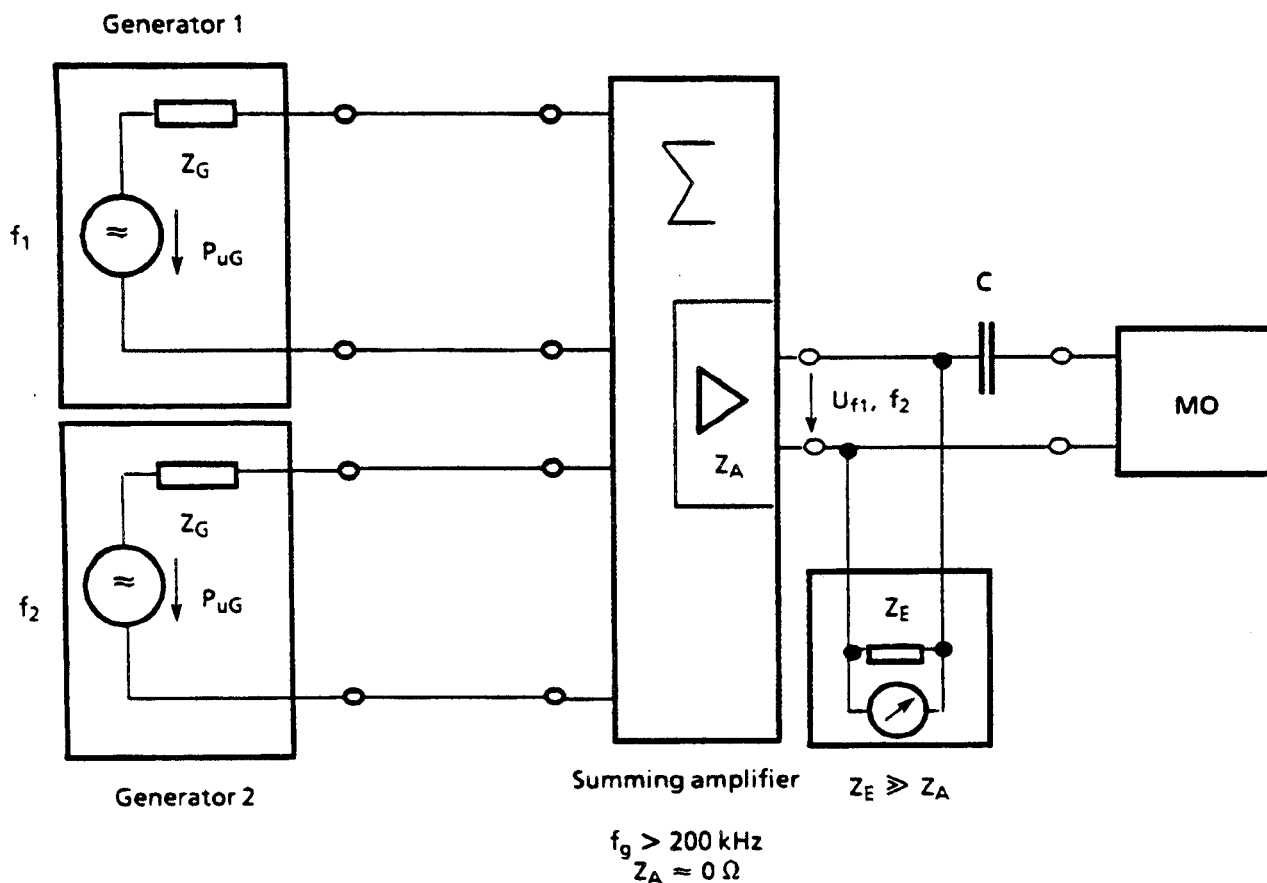 Generator 1
Z_G
f_1
P_uG
≈
Σ
C
U_f1, f_2
MO
Z_A
Z_G
f_2
P_uG
≈
Z_E
Generator 2
Summing amplifier
Z_E ≫ Z_A
f_g > 200 kHz
Z_A ≈ 0 Ω